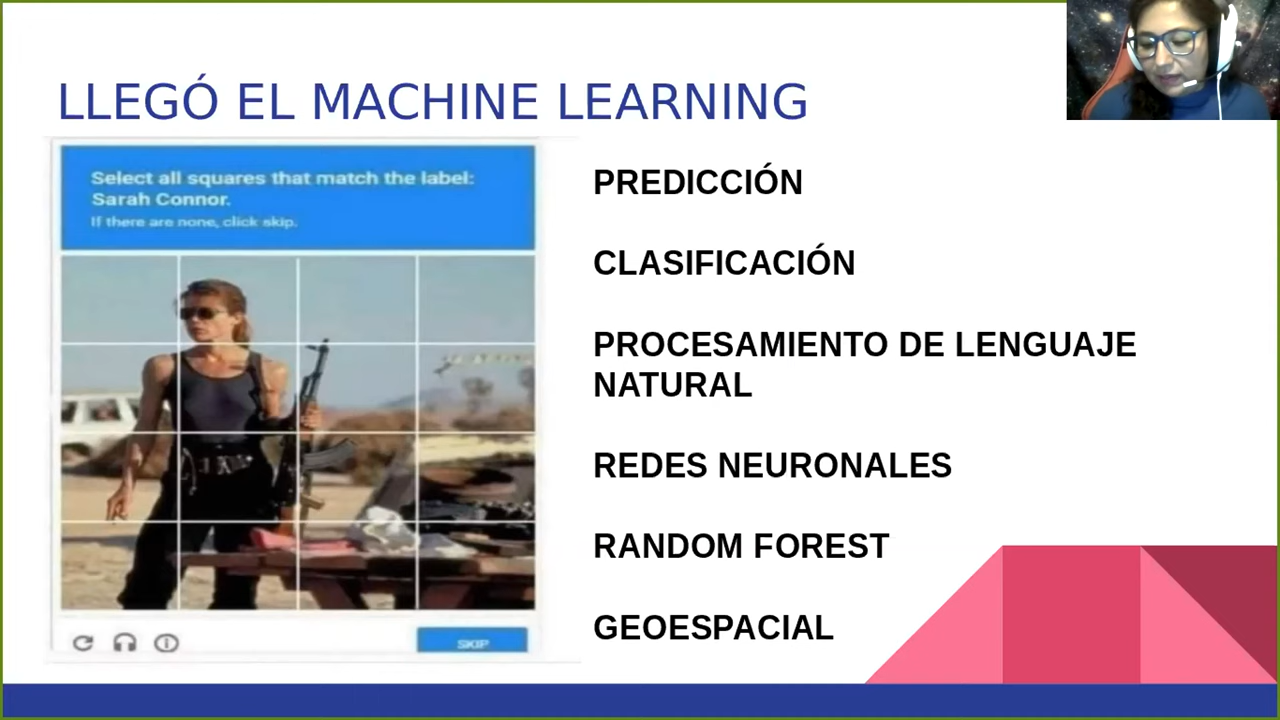 LLEGÓ EL MACHINE LEARNING
Select all squares that match the label:
Sarah Connor.
If there are none, click skip.
SKIP
PREDICCIÓN
CLASIFICACIÓN
PROCESAMIENTO DE LENGUAJE
NATURAL
REDES NEURONALES
RANDOM FOREST
GEOESPACIAL